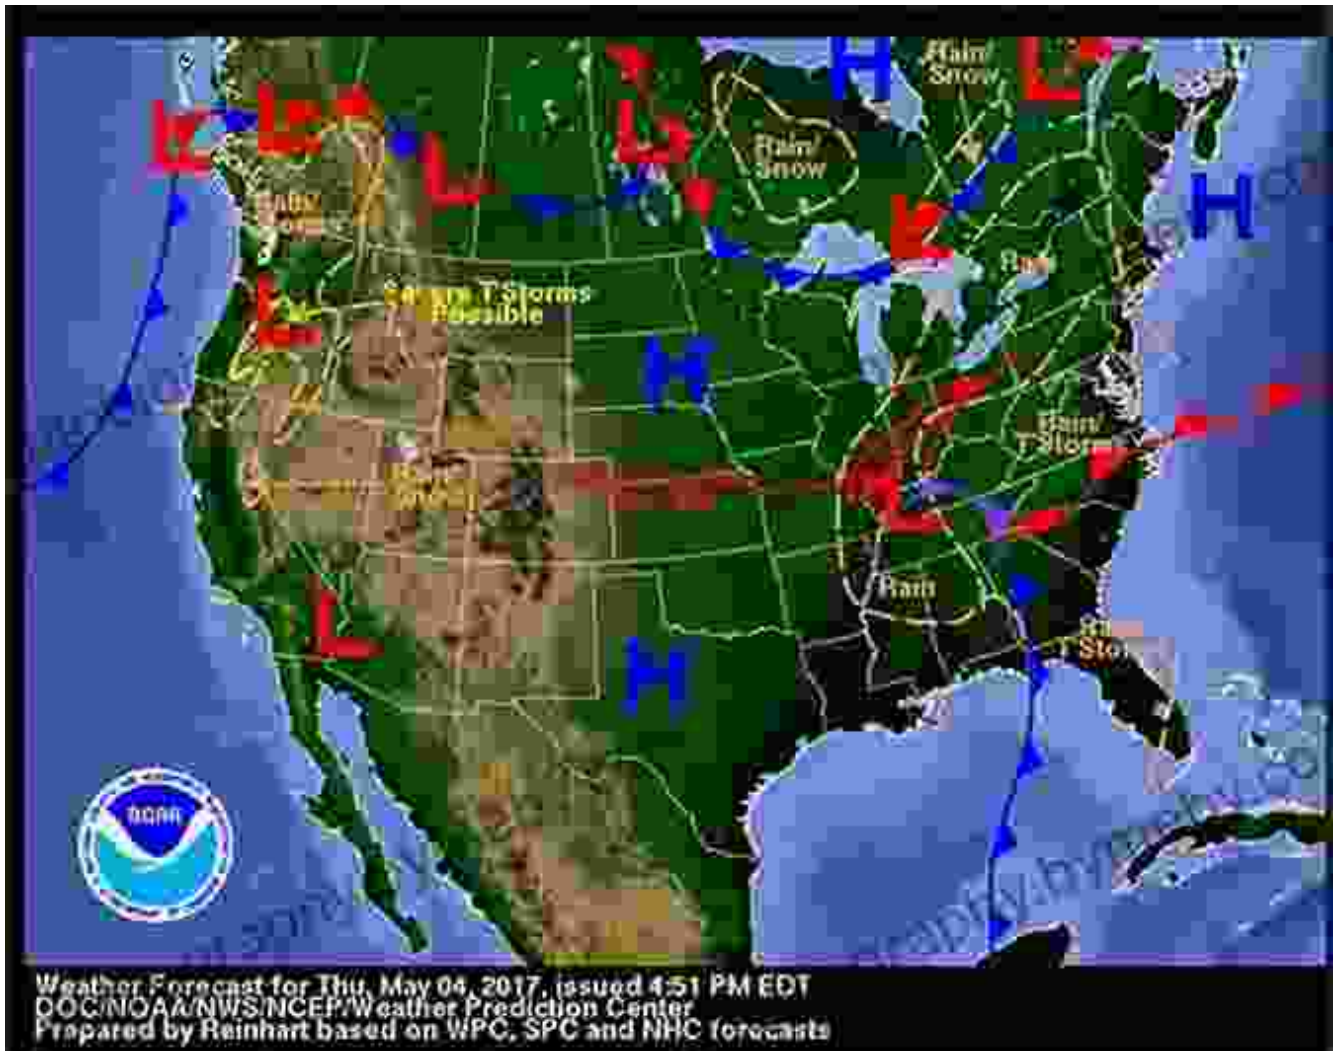 H
Rain/
Snow
L
L
L
L
L
L
Rain/
Snow
H
L
Rain
Severe T'Storms
Possible
L
H
Rain/
T'Storms
L
Rain
L
H
NOAA
Weather Forecast for Thu, May 04, 2017, issued 4:51 PM EDT
DOC/NOAA/NWS/NCEP/Weather Prediction Center
Prepared by Reinhart based on WPC, SPC and NHC forecasts